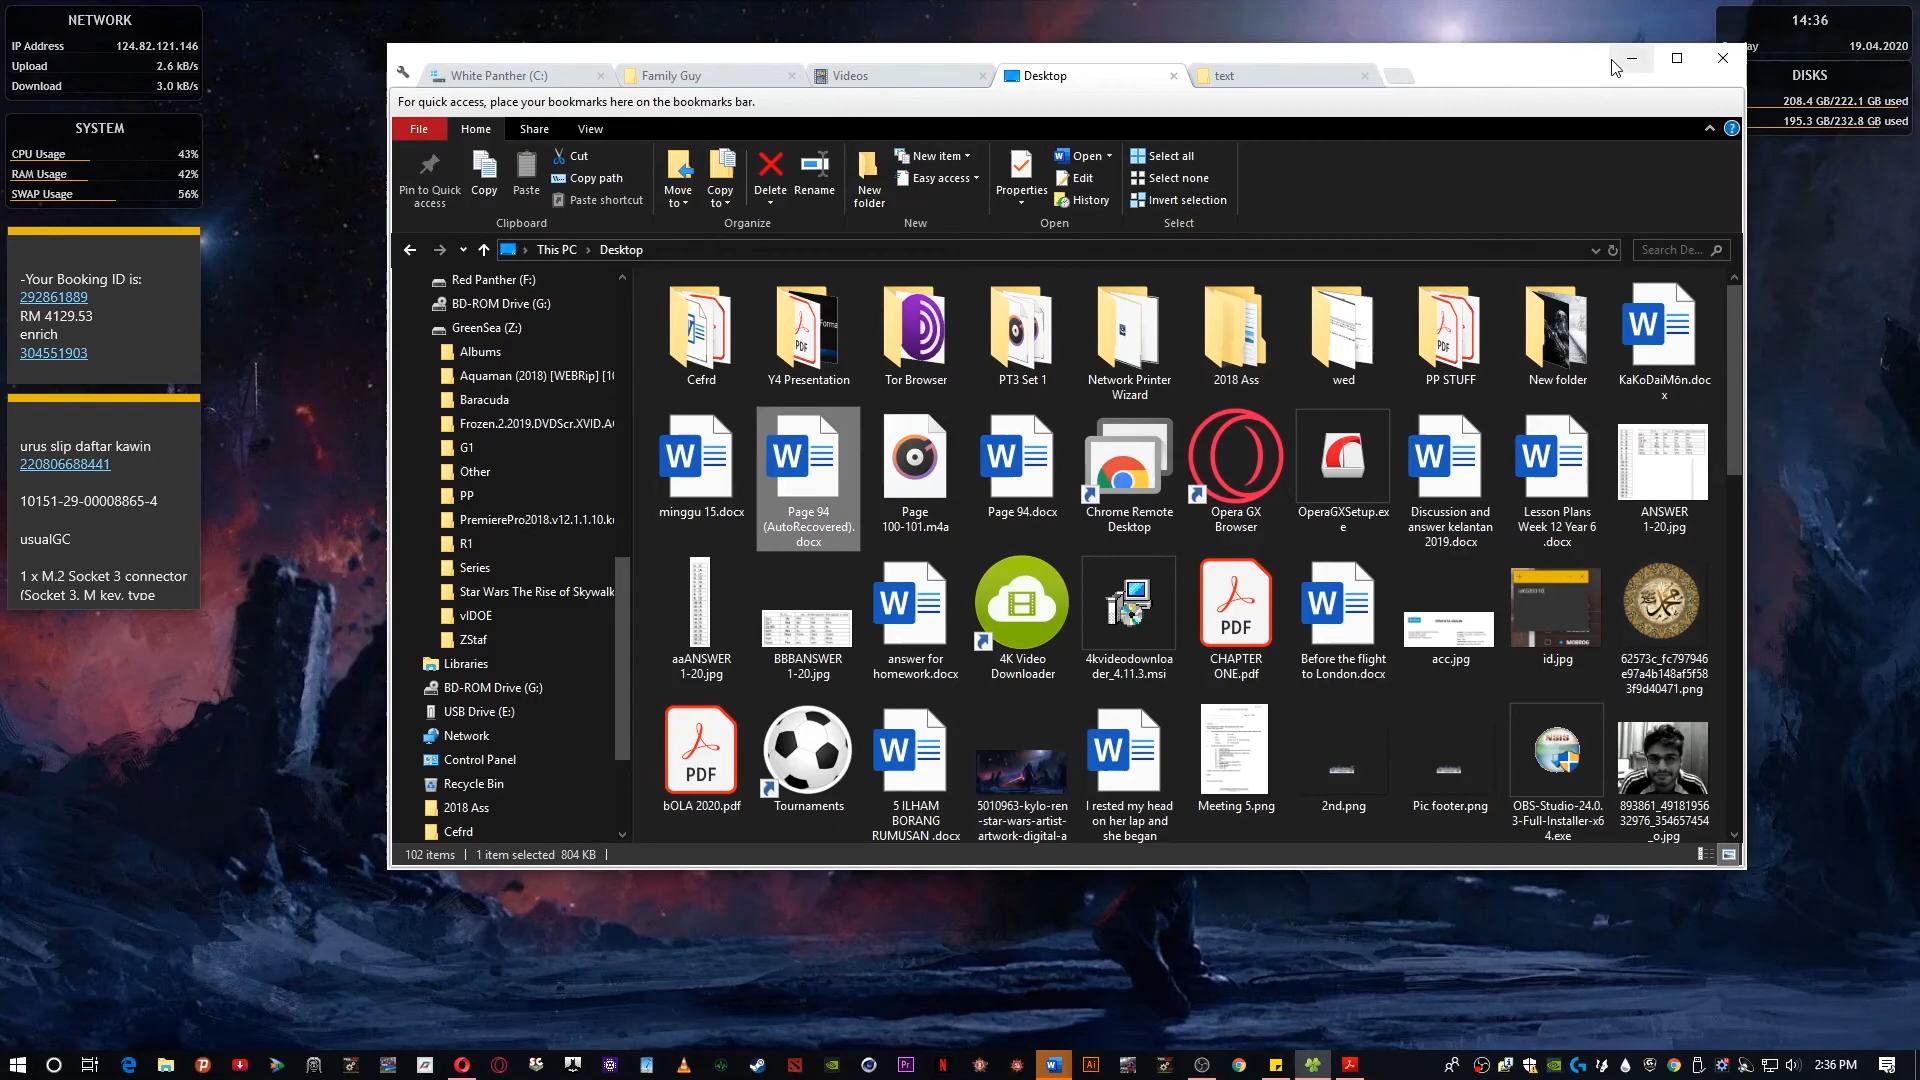 NETWORK
IP Address 124.82.121.146
Upload 2.6 kB/s
Download 3.0 kB/s
SYSTEM
CPU Usage 43%
RAM Usage 42%
SWAP Usage 56%
-Your Booking ID is:
292861889
RM 4129.53
enrich
304551903
urus slip daftar kawin
220806688441
10151-29-00008865-4
usualGC
1 x M.2 Socket 3 connector
(Socket 3, M key, type
14:36
19.04.2020
DISKS
208.4 GB/222.1 GB used
195.3 GB/232.8 GB used
White Panther (C:)
Family Guy
Videos
Desktop
text
For quick access, place your bookmarks here on the bookmarks bar.
File Home Share View
Pin to Quick
access
Copy
Paste
Cut
Copy path
Paste shortcut
Clipboard
Move
to
Copy
to
Delete
Rename
Organize
New
folder
New item
Easy access
New
Properties
Open
Edit
History
Open
Select all
Select none
Invert selection
Select
This PC > Desktop
Search De...
Red Panther (F:)
BD-ROM Drive (G:)
GreenSea (Z:)
Albums
Aquaman (2018) [WEBRip] [1
Baracuda
Frozen.2.2019.DVDScr.XVID.A
G1
Other
PP
PremierePro2018.v12.1.1.10.k
R1
Series
Star Wars The Rise of Skywalk
vIDOE
ZStaf
Libraries
BD-ROM Drive (G:)
USB Drive (E:)
Network
Control Panel
Recycle Bin
2018 Ass
Cefrd
Cefrd
Y4 Presentation
Tor Browser
PT3 Set 1
Network Printer
Wizard
2018 Ass
wed
PP STUFF
New folder
KaKoDaiMōn.doc
x
minggu 15.docx
Page 94
(AutoRecovered).
docx
Page
100-101.m4a
Page 94.docx
Chrome Remote
Desktop
Opera GX
Browser
OperaGXSetup.ex
e
Discussion and
answer kelantan
2019.docx
Lesson Plans
Week 12 Year 6
.docx
ANSWER
1-20.jpg
aaANSWER
1-20.jpg
BBBANSWER
1-20.jpg
answer for
homework.docx
4K Video
Downloader
4kvideodownloa
der_4.11.3.msi
PDF
CHAPTER
ONE.pdf
Before the flight
to London.docx
acc.jpg
id.jpg
62573c_fc797946
e97a4b148af5f58
3f9d40471.png
PDF
bOLA 2020.pdf
Tournaments
5 ILHAM
BORANG
RUMUSAN .docx
5010963-kylo-ren
-star-wars-artist-
artwork-digital-a
I rested my head
on her lap and
she began
Meeting 5.png
2nd.png
Pic footer.png
OBS-Studio-24.0.
3-Full-Installer-x6
4.exe
893861_49181956
32976_354657454
_o.jpg
102 items
1 item selected 804 KB
2:36 PM